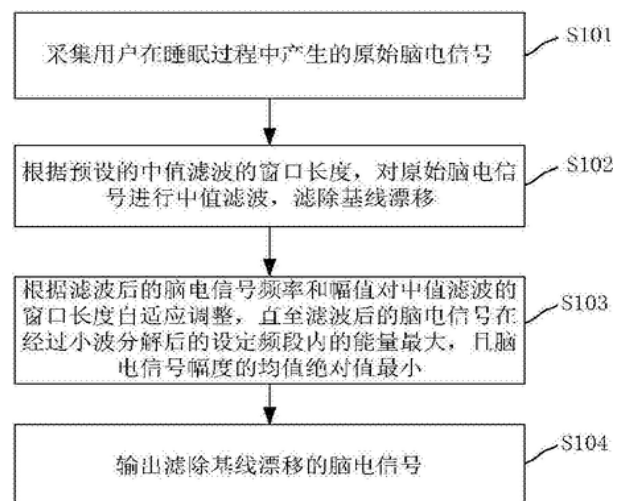 采集用户在睡眠过程中产生的原始脑电信号
S101
根据预设的中值滤波的窗口长度，对原始脑电信
号进行中值滤波，滤除基线漂移
S102
根据滤波后的脑电信号频率和幅值对中值滤波的
窗口长度自适应调整，直至滤波后的脑电信号在
经过小波分解后的设定频段内的能量最大，且脑
电信号幅度的均值绝对值最小
S103
输出滤除基线漂移的脑电信号
S104